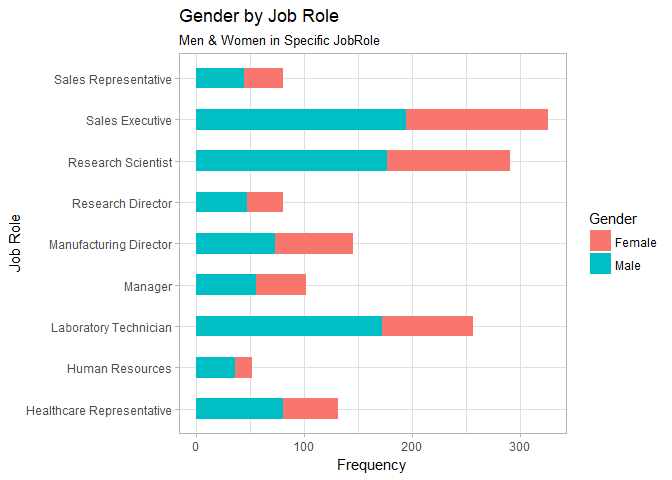 Gender by Job Role
Men & Women in Specific JobRole
Job Role
Sales Representative
Sales Executive
Research Scientist
Research Director
Manufacturing Director
Manager
Laboratory Technician
Human Resources
Healthcare Representative
0 100 200 300
Frequency
Gender
Female
Male